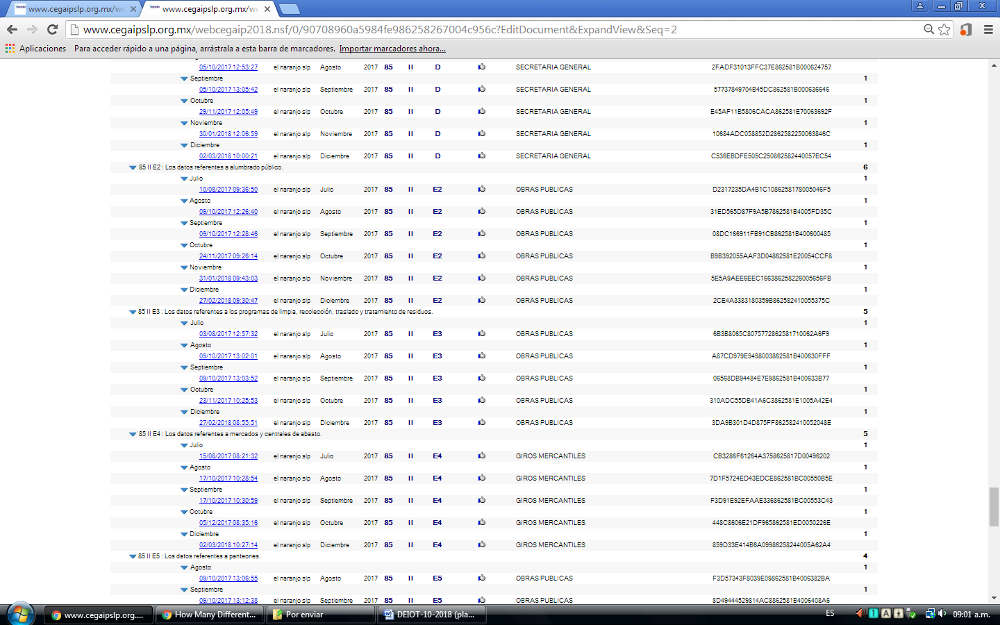 www.cegaipslp.org.mx/we
www.cegaipslp.org.mx/we
www.cegaipslp.org.mx/webcegaip2018.nsf/0/90708960a5984fe986258267004c956c?EditDocument&ExpandView&Seq=2
Aplicaciones Para acceder rápido a una página, arrástrala a esta barra de marcadores. Importar marcadores ahora...
05/10/2017 12:53:27 el naranjo slp Agosto 2017 85 II D SECRETARIA GENERAL 2FADF31013FFC37E862581B000624757
Septiembre 1
05/10/2017 13:05:42 el naranjo slp Septiembre 2017 85 II D SECRETARIA GENERAL 57737849704B45DC862581B000636646
Octubre 1
29/11/2017 12:05:49 el naranjo slp Octubre 2017 85 II D SECRETARIA GENERAL E45AF11B5806CACA862581E70063692F
Noviembre 1
30/01/2018 12:06:59 el naranjo slp Noviembre 2017 85 II D SECRETARIA GENERAL 10684ADC058852D2862582250063846C
Diciembre 1
02/03/2018 10:00:21 el naranjo slp Diciembre 2017 85 II D SECRETARIA GENERAL C536EBDFE505C250862582440057EC54
85 II E2 : Los datos referentes a alumbrado público. 6
Julio 1
10/08/2017 09:36:50 el naranjo slp Julio 2017 85 II E2 OBRAS PUBLICAS D2317235DA4B1C1086258178005046F5
Agosto 1
09/10/2017 12:26:40 el naranjo slp Agosto 2017 85 II E2 OBRAS PUBLICAS 31ED565D87F9A5B7862581B4005FD35C
Septiembre 1
09/10/2017 12:28:46 el naranjo slp Septiembre 2017 85 II E2 OBRAS PUBLICAS 08DC166911FB91CB862581B400600485
Octubre 1
24/11/2017 09:26:14 el naranjo slp Octubre 2017 85 II E2 OBRAS PUBLICAS B9B392055AAF3D04862581E20054CCF8
Noviembre 1
31/01/2018 09:43:03 el naranjo slp Noviembre 2017 85 II E2 OBRAS PUBLICAS 5E5A9AEE6EEC166386258226005656FB
Diciembre 1
27/02/2018 09:30:47 el naranjo slp Diciembre 2017 85 II E2 OBRAS PUBLICAS 2CE4A3383180359B862582410055375C
85 II E3 : Los datos referentes a los programas de limpia, recolección, traslado y tratamiento de residuos. 5
Julio 1
03/08/2017 12:57:32 el naranjo slp Julio 2017 85 II E3 OBRAS PUBLICAS 6B3B8065C8075772862581710062A6F9
Agosto 1
09/10/2017 13:02:01 el naranjo slp Agosto 2017 85 II E3 OBRAS PUBLICAS A87CD979E9498003862581B400630FFF
Septiembre 1
09/10/2017 13:03:52 el naranjo slp Septiembre 2017 85 II E3 OBRAS PUBLICAS 06568DB94484E7E9862581B400633B77
Octubre 1
23/11/2017 10:25:53 el naranjo slp Octubre 2017 85 II E3 OBRAS PUBLICAS 310ADC55DB41A6C3862581E1005A42E4
Diciembre 1
27/02/2018 08:55:51 el naranjo slp Diciembre 2017 85 II E3 OBRAS PUBLICAS 3DA9B301D4D875FF862582410052048E
85 II E4 : Los datos referentes a mercados y centrales de abasto. 5
Julio 1
15/08/2017 08:21:32 el naranjo slp Julio 2017 85 II E4 GIROS MERCANTILES CB3286F61264A3758625817D00496202
Agosto 1
17/10/2017 10:28:54 el naranjo slp Agosto 2017 85 II E4 GIROS MERCANTILES 7D1F5724ED43EDCE862581BC00550B5E
Septiembre 1
17/10/2017 10:30:59 el naranjo slp Septiembre 2017 85 II E4 GIROS MERCANTILES F3D91E92EFAAE336862581BC00553C43
Octubre 1
05/12/2017 08:35:16 el naranjo slp Octubre 2017 85 II E4 GIROS MERCANTILES 448C8606E21DF965862581ED0050226E
Diciembre 1
02/03/2018 10:27:14 el naranjo slp Diciembre 2017 85 II E4 GIROS MERCANTILES 859D33E414B6A09986258244005A62A4
85 II E5 : Los datos referentes a panteones. 4
Agosto 1
09/10/2017 13:06:55 el naranjo slp Agosto 2017 85 II E5 OBRAS PUBLICAS F3D57343F8039E09862581B4006382BA
Septiembre 1
09/10/2017 13:12:38 el naranjo slp Septiembre 2017 85 II E5 OBRAS PUBLICAS 8D49444529814AC8862581B4006408A6
www.cegaipslp.org.... How Many Different... Por enviar DEIOT-10-2018 (pla... ES 09:01 a.m.